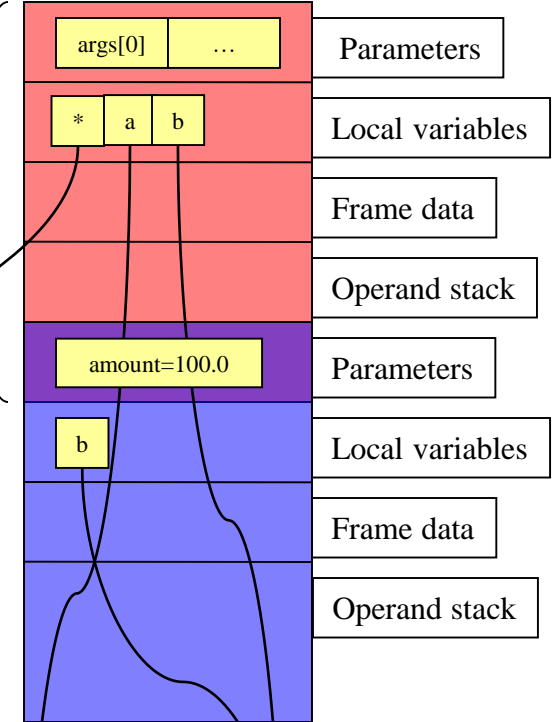 args[0] … Parameters
* a b Local variables
Frame data
Operand stack
amount=100.0 Parameters
b Local variables
Frame data
Operand stack